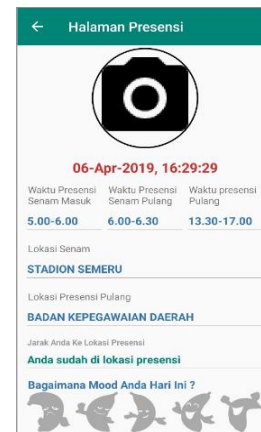 Halaman Presensi
06-Apr-2019, 16:29:29
Waktu Presensi Waktu Presensi Waktu presensi
Senam Masuk Senam Pulang Pulang
5.00-6.00 6.00-6.30 13.30-17.00
Lokasi Senam
STADION SEMERU
Lokasi Presensi Pulang
BADAN KEPEGAWAIAN DAERAH
Jarak Anda Ke Lokasi Presensi
Anda sudah di lokasi presensi
Bagaimana Mood Anda Hari Ini ?